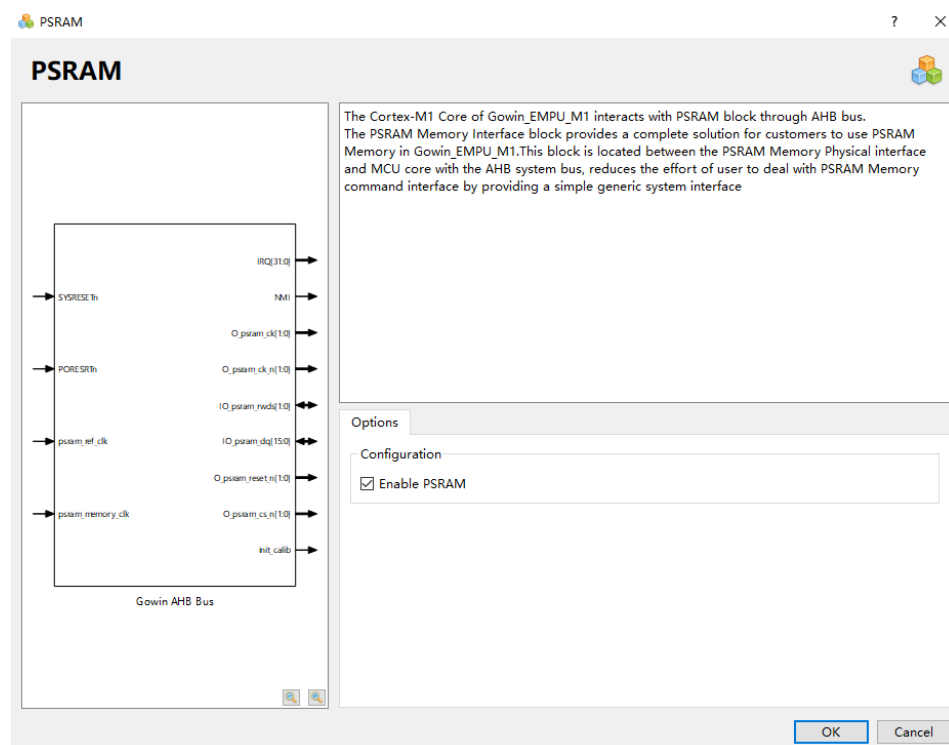 PSRAM
?
PSRAM
The Cortex-M1 Core of Gowin_EMPU_M1 interacts with PSRAM block through AHB bus.
The PSRAM Memory Interface block provides a complete solution for customers to use PSRAM
Memory in Gowin_EMPU_M1.This block is located between the PSRAM Memory Physical interface
and MCU core with the AHB system bus, reduces the effort of user to deal with PSRAM Memory
command interface by providing a simple generic system interface
IRQ[31:0]
SYSRESETn
NMI
O_psram_ck[1:0]
PORESRTn
O_psram_ck_n[1:0]
IO_psram_rwds[1:0]
psram_ref_clk
IO_psram_dq[15:0]
O_psram_reset_n[1:0]
psram_memory_clk
O_psram_cs_n[1:0]
init_calib
Gowin AHB Bus
Options
Configuration
Enable PSRAM
OK
Cancel